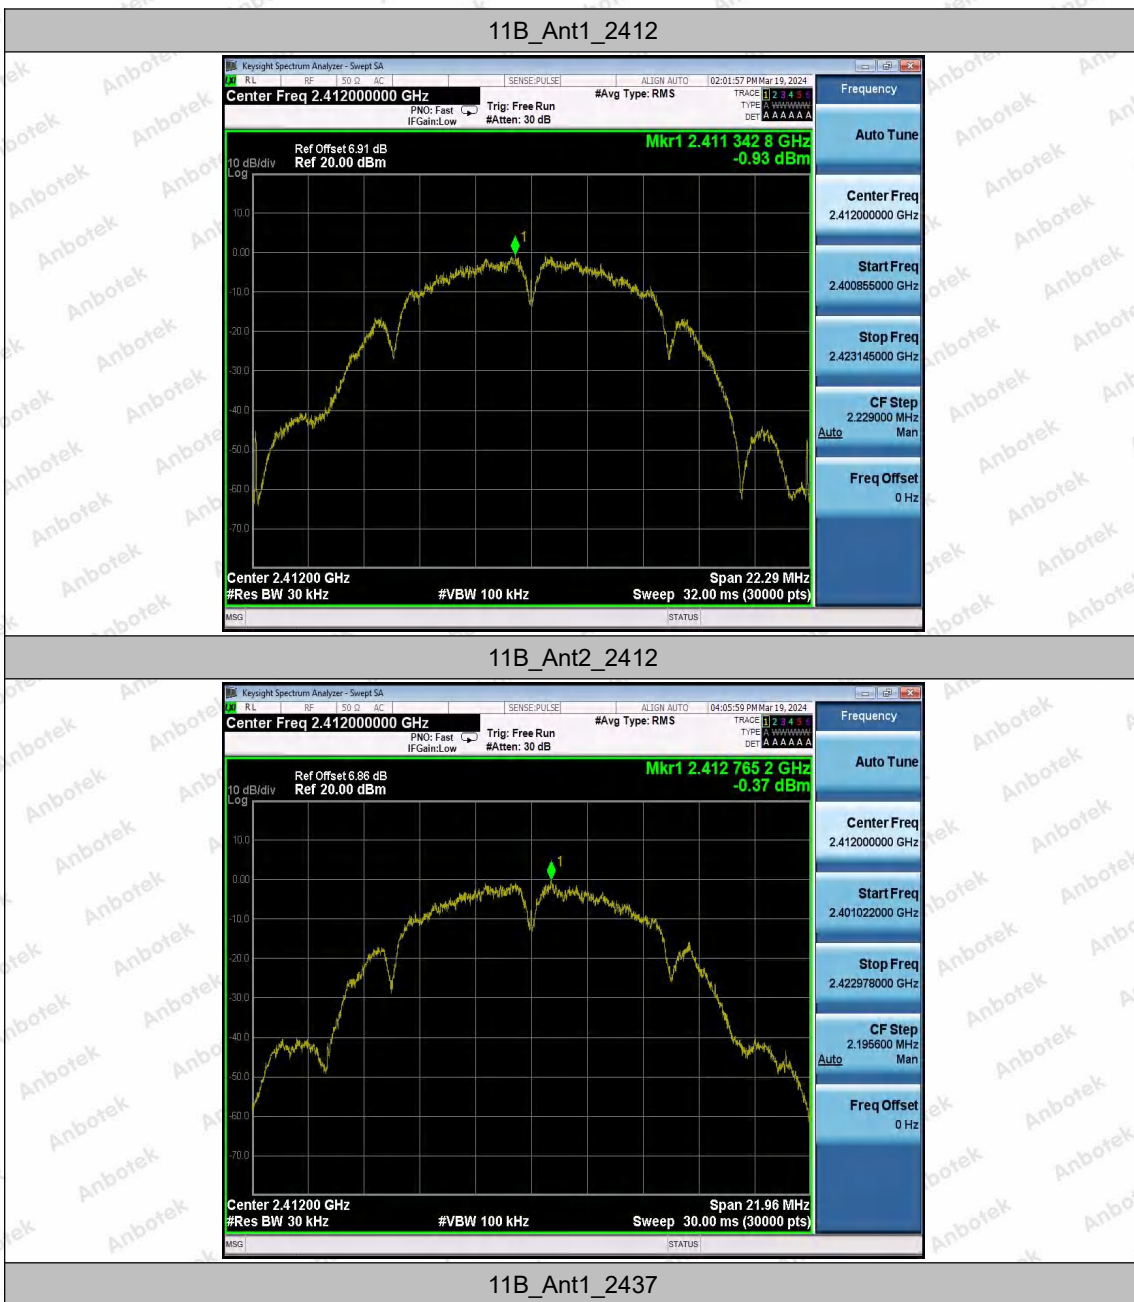 11B_Ant1_2412
Keysight Spectrum Analyzer - Swept SA
RL RF 50 Ω AC SENSE:PULSE ALIGN AUTO 02:01:57 PM Mar 19, 2024
Center Freq 2.412000000 GHz #Avg Type: RMS TRACE 1 2 3 4 5 6
PNO: Fast Trig: Free Run TYPE A WWWWW
IFGain:Low #Atten: 30 dB DET A A A A A A
Mkr1 2.411 342 8 GHz
-0.93 dBm
Ref Offset 6.91 dB
10 dB/div Ref 20.00 dBm
Log
10.0
1
0.00
-10.0
-20.0
-30.0
-40.0
-50.0
-60.0
-70.0
Center 2.41200 GHz Span 22.29 MHz
#Res BW 30 kHz #VBW 100 kHz Sweep 32.00 ms (30000 pts)
MSG STATUS
Frequency
Auto Tune
Center Freq
2.412000000 GHz
Start Freq
2.400855000 GHz
Stop Freq
2.423145000 GHz
CF Step
2.229000 MHz
Auto Man
Freq Offset
0 Hz
11B_Ant2_2412
Keysight Spectrum Analyzer - Swept SA
RL RF 50 Ω AC SENSE:PULSE ALIGN AUTO 04:05:59 PM Mar 19, 2024
Center Freq 2.412000000 GHz #Avg Type: RMS TRACE 1 2 3 4 5 6
PNO: Fast Trig: Free Run TYPE A WWWWW
IFGain:Low #Atten: 30 dB DET A A A A A A
Mkr1 2.412 765 2 GHz
-0.37 dBm
Ref Offset 6.86 dB
10 dB/div Ref 20.00 dBm
Log
10.0
1
0.00
-10.0
-20.0
-30.0
-40.0
-50.0
-60.0
-70.0
Center 2.41200 GHz Span 21.96 MHz
#Res BW 30 kHz #VBW 100 kHz Sweep 30.00 ms (30000 pts)
MSG STATUS
Frequency
Auto Tune
Center Freq
2.412000000 GHz
Start Freq
2.401022000 GHz
Stop Freq
2.422978000 GHz
CF Step
2.195600 MHz
Auto Man
Freq Offset
0 Hz
11B_Ant1_2437
Anbotek